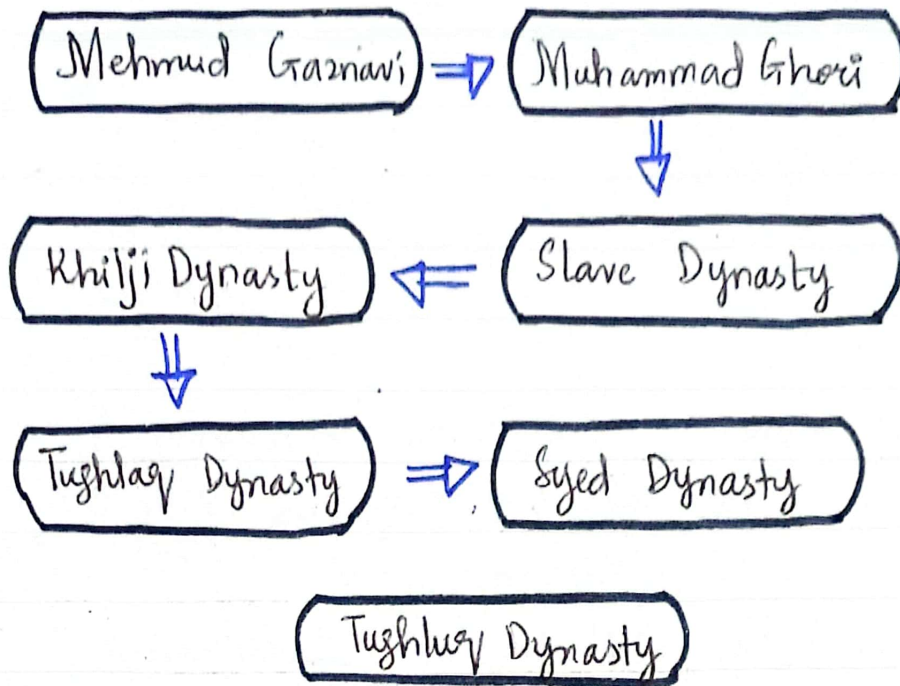 Mehmud Gaznavi
Muhammad Ghori
Slave Dynasty
Khilji Dynasty
Tughlaq Dynasty
Syed Dynasty
Tughluq Dynasty